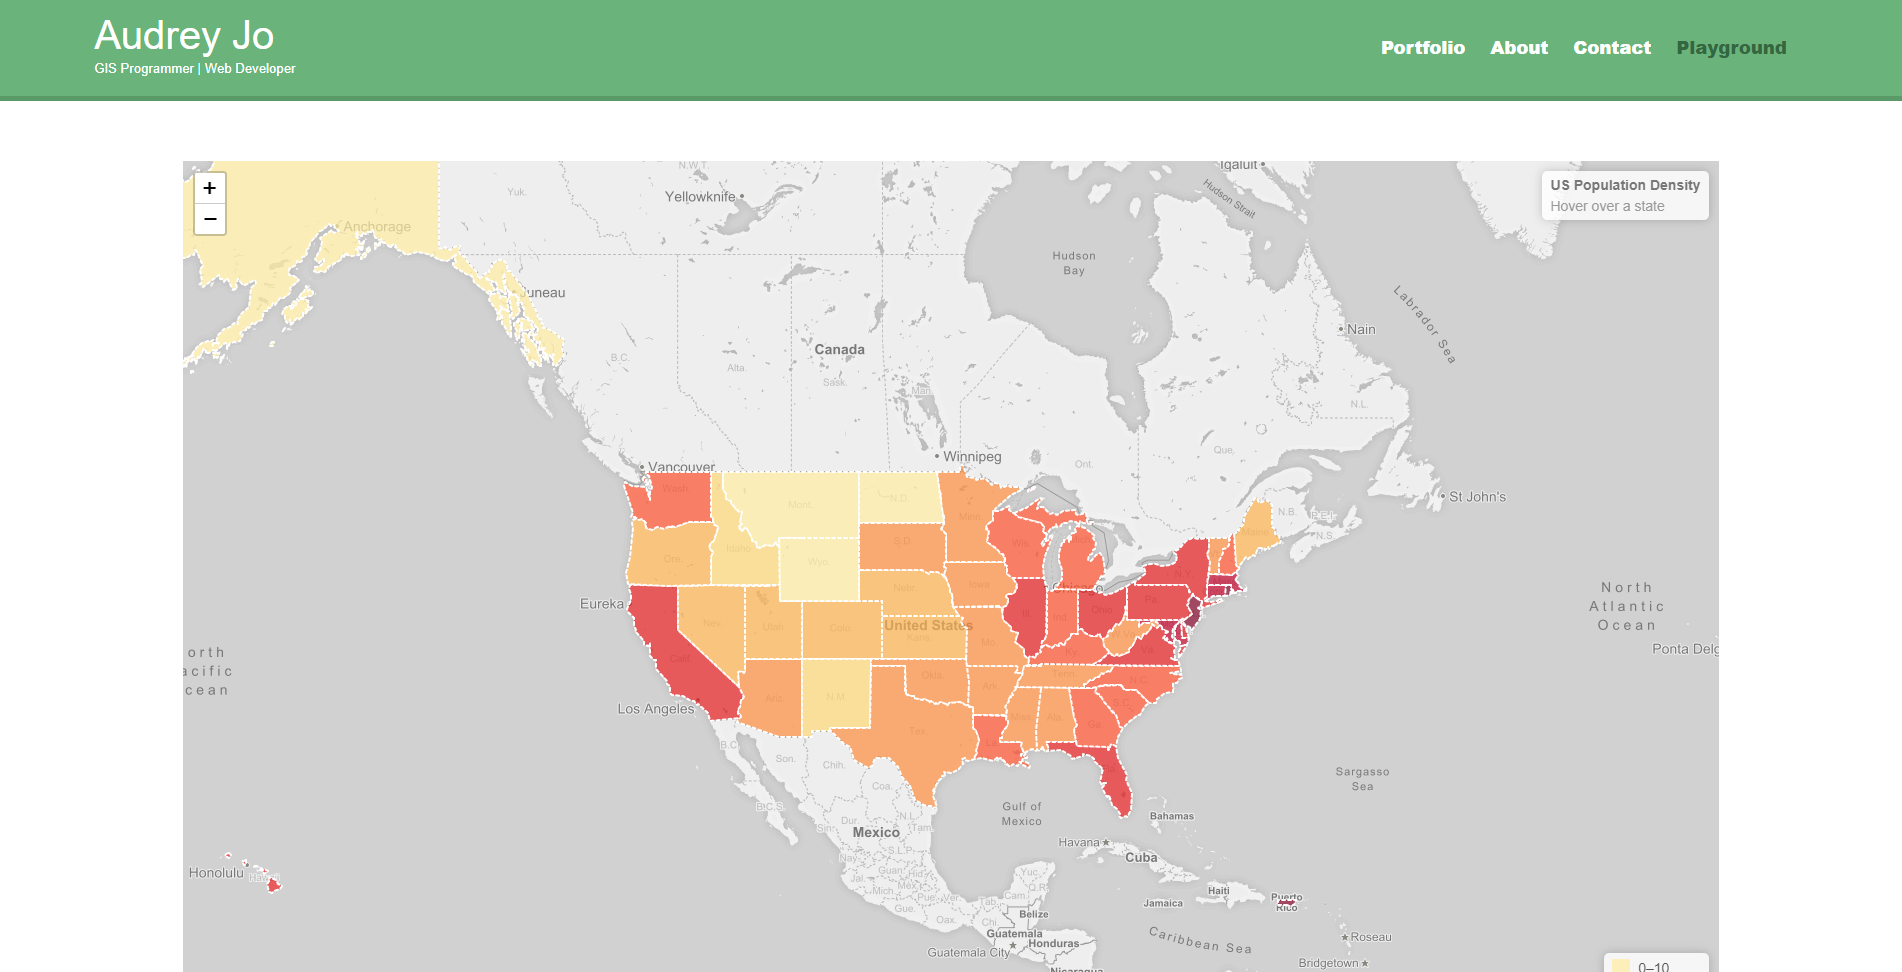 Audrey Jo
GIS Programmer | Web Developer
Portfolio
About
Contact
Playground
+
−
US Population Density
Hover over a state
N.W.T.
Iqaluit
Yuk.
Yellowknife
Hudson Strait
Anchorage
Hudson
Bay
Juneau
Labrador Sea
Nain
Canada
B.C.
Alta.
Sask.
Man.
N.L.
Que.
Winnipeg
Ont.
Vancouver
St John's
Wash.
Mont.
N.D.
Minn.
N.B.
P.E.I.
N.S.
Maine
Ore.
Idaho
Wyo.
S.D.
Wis.
Mich.
N.Y.
Chicago
Iowa
Nebr.
Pa.
Ohio
Ill.
Ind.
North
Atlantic
Ocean
Eureka
Nev.
Utah
Colo.
United States
Kans.
Mo.
Ky.
W.Va.
Va.
Ponta Delg
orth
acific
cean
Calif.
Los Angeles
Ariz.
N.M.
Okla.
Ark.
Tenn.
N.C.
S.C.
Miss.
Ala.
Ga.
Tex.
La.
B.C.
Son.
Chih.
Coa.
B.C.S.
Sargasso
Sea
Gulf of
Mexico
Bahamas
Dur.
N.L.
Sin.
Mexico
Tam.
Havana
Cuba
S.L.P.
Nay.
Guan.
Hid.
Jal.
Mex.
Mich.
Pue.
Ver.
Gue.
Oax.
Tab.
Cam.
Yuc.
Q.R.
Chi.
Honolulu
Hawaii
Haiti
Jamaica
Puerto
Rico
Belize
Guatemala
Guatemala City
Honduras
Nicaragua
Caribbean Sea
Roseau
Bridgetown
0–10